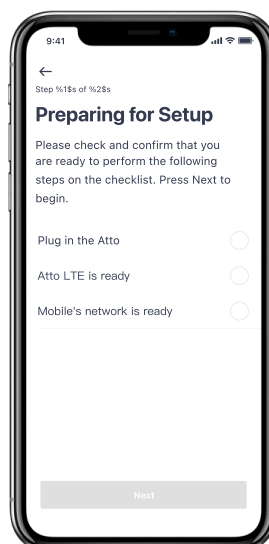 9:41
Step %1$s of %2$s
Preparing for Setup
Please check and confirm that you
are ready to perform the following
steps on the checklist. Press Next to
begin.
Plug in the Atto
Atto LTE is ready
Mobile's network is ready
Next